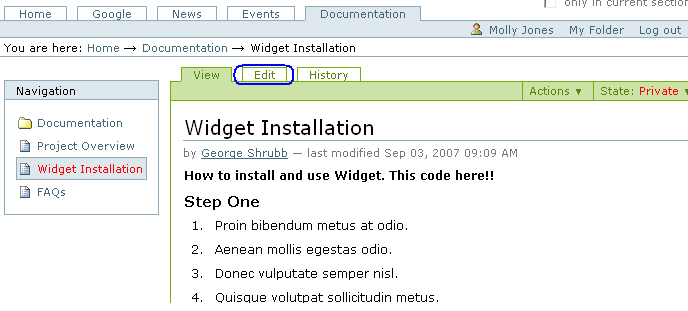 only in current section
Home Google News Events Documentation
Molly Jones My Folder Log out
You are here: Home → Documentation → Widget Installation
View Edit History
Navigation
Actions ▼ State: Private ▼
Documentation
Project Overview
Widget Installation
FAQs
Widget Installation
by George Shrubb — last modified Sep 03, 2007 09:09 AM
How to install and use Widget. This code here!!
Step One
1. Proin bibendum metus at odio.
2. Aenean mollis egestas odio.
3. Donec vulputate semper nisl.
4. Quisque volutpat sollicitudin metus.